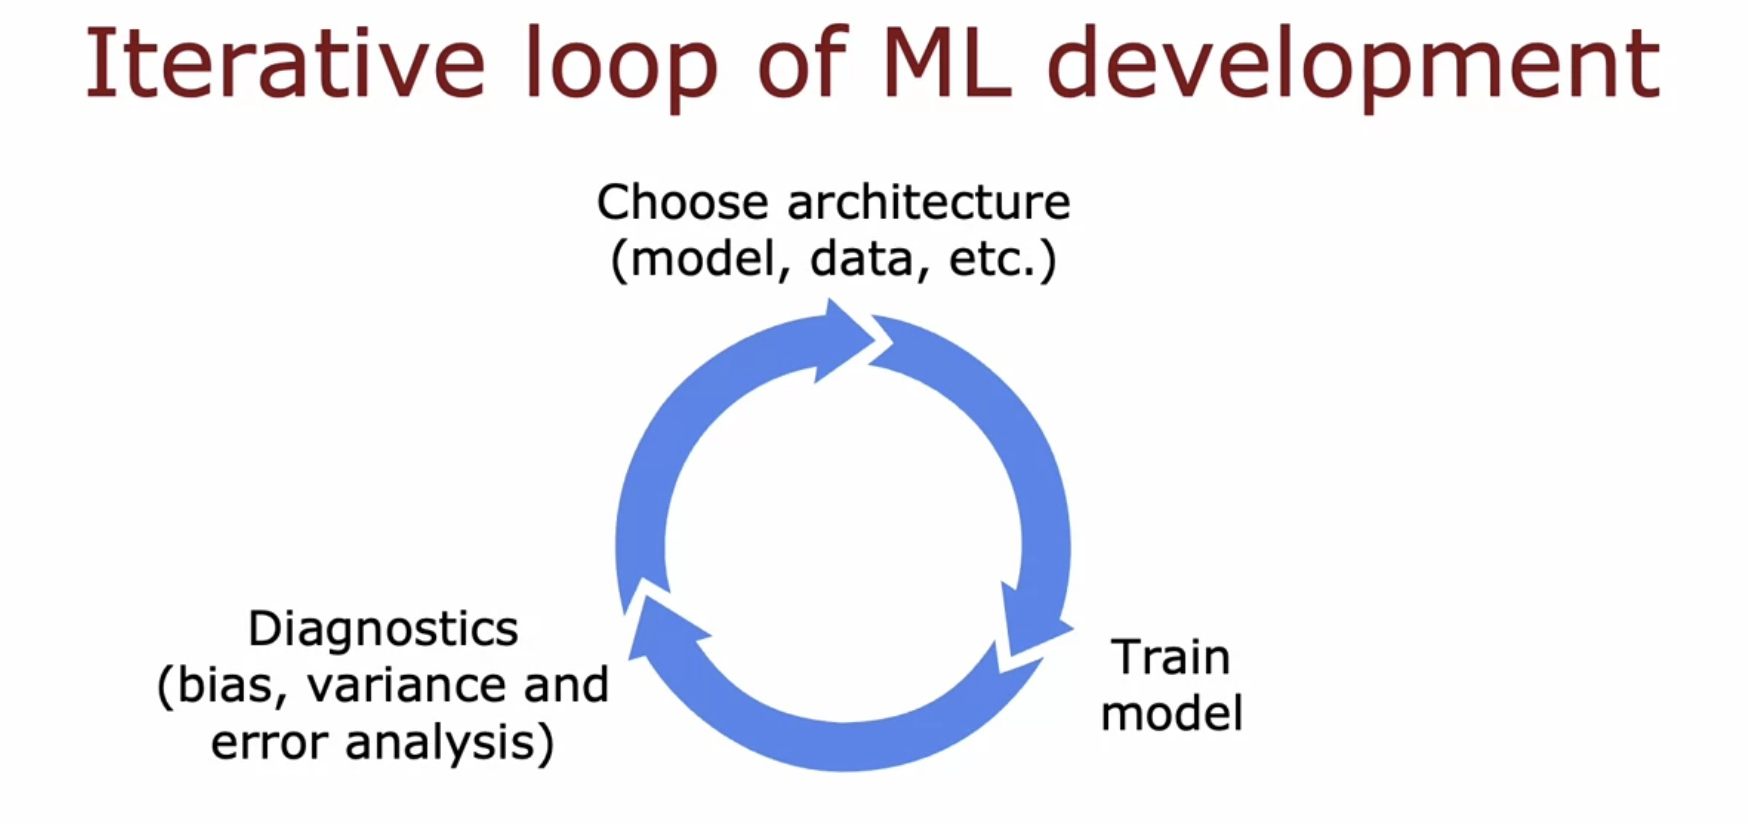 Iterative loop of ML development
Choose architecture
(model, data, etc.)
Train
model
Diagnostics
(bias, variance and
error analysis)